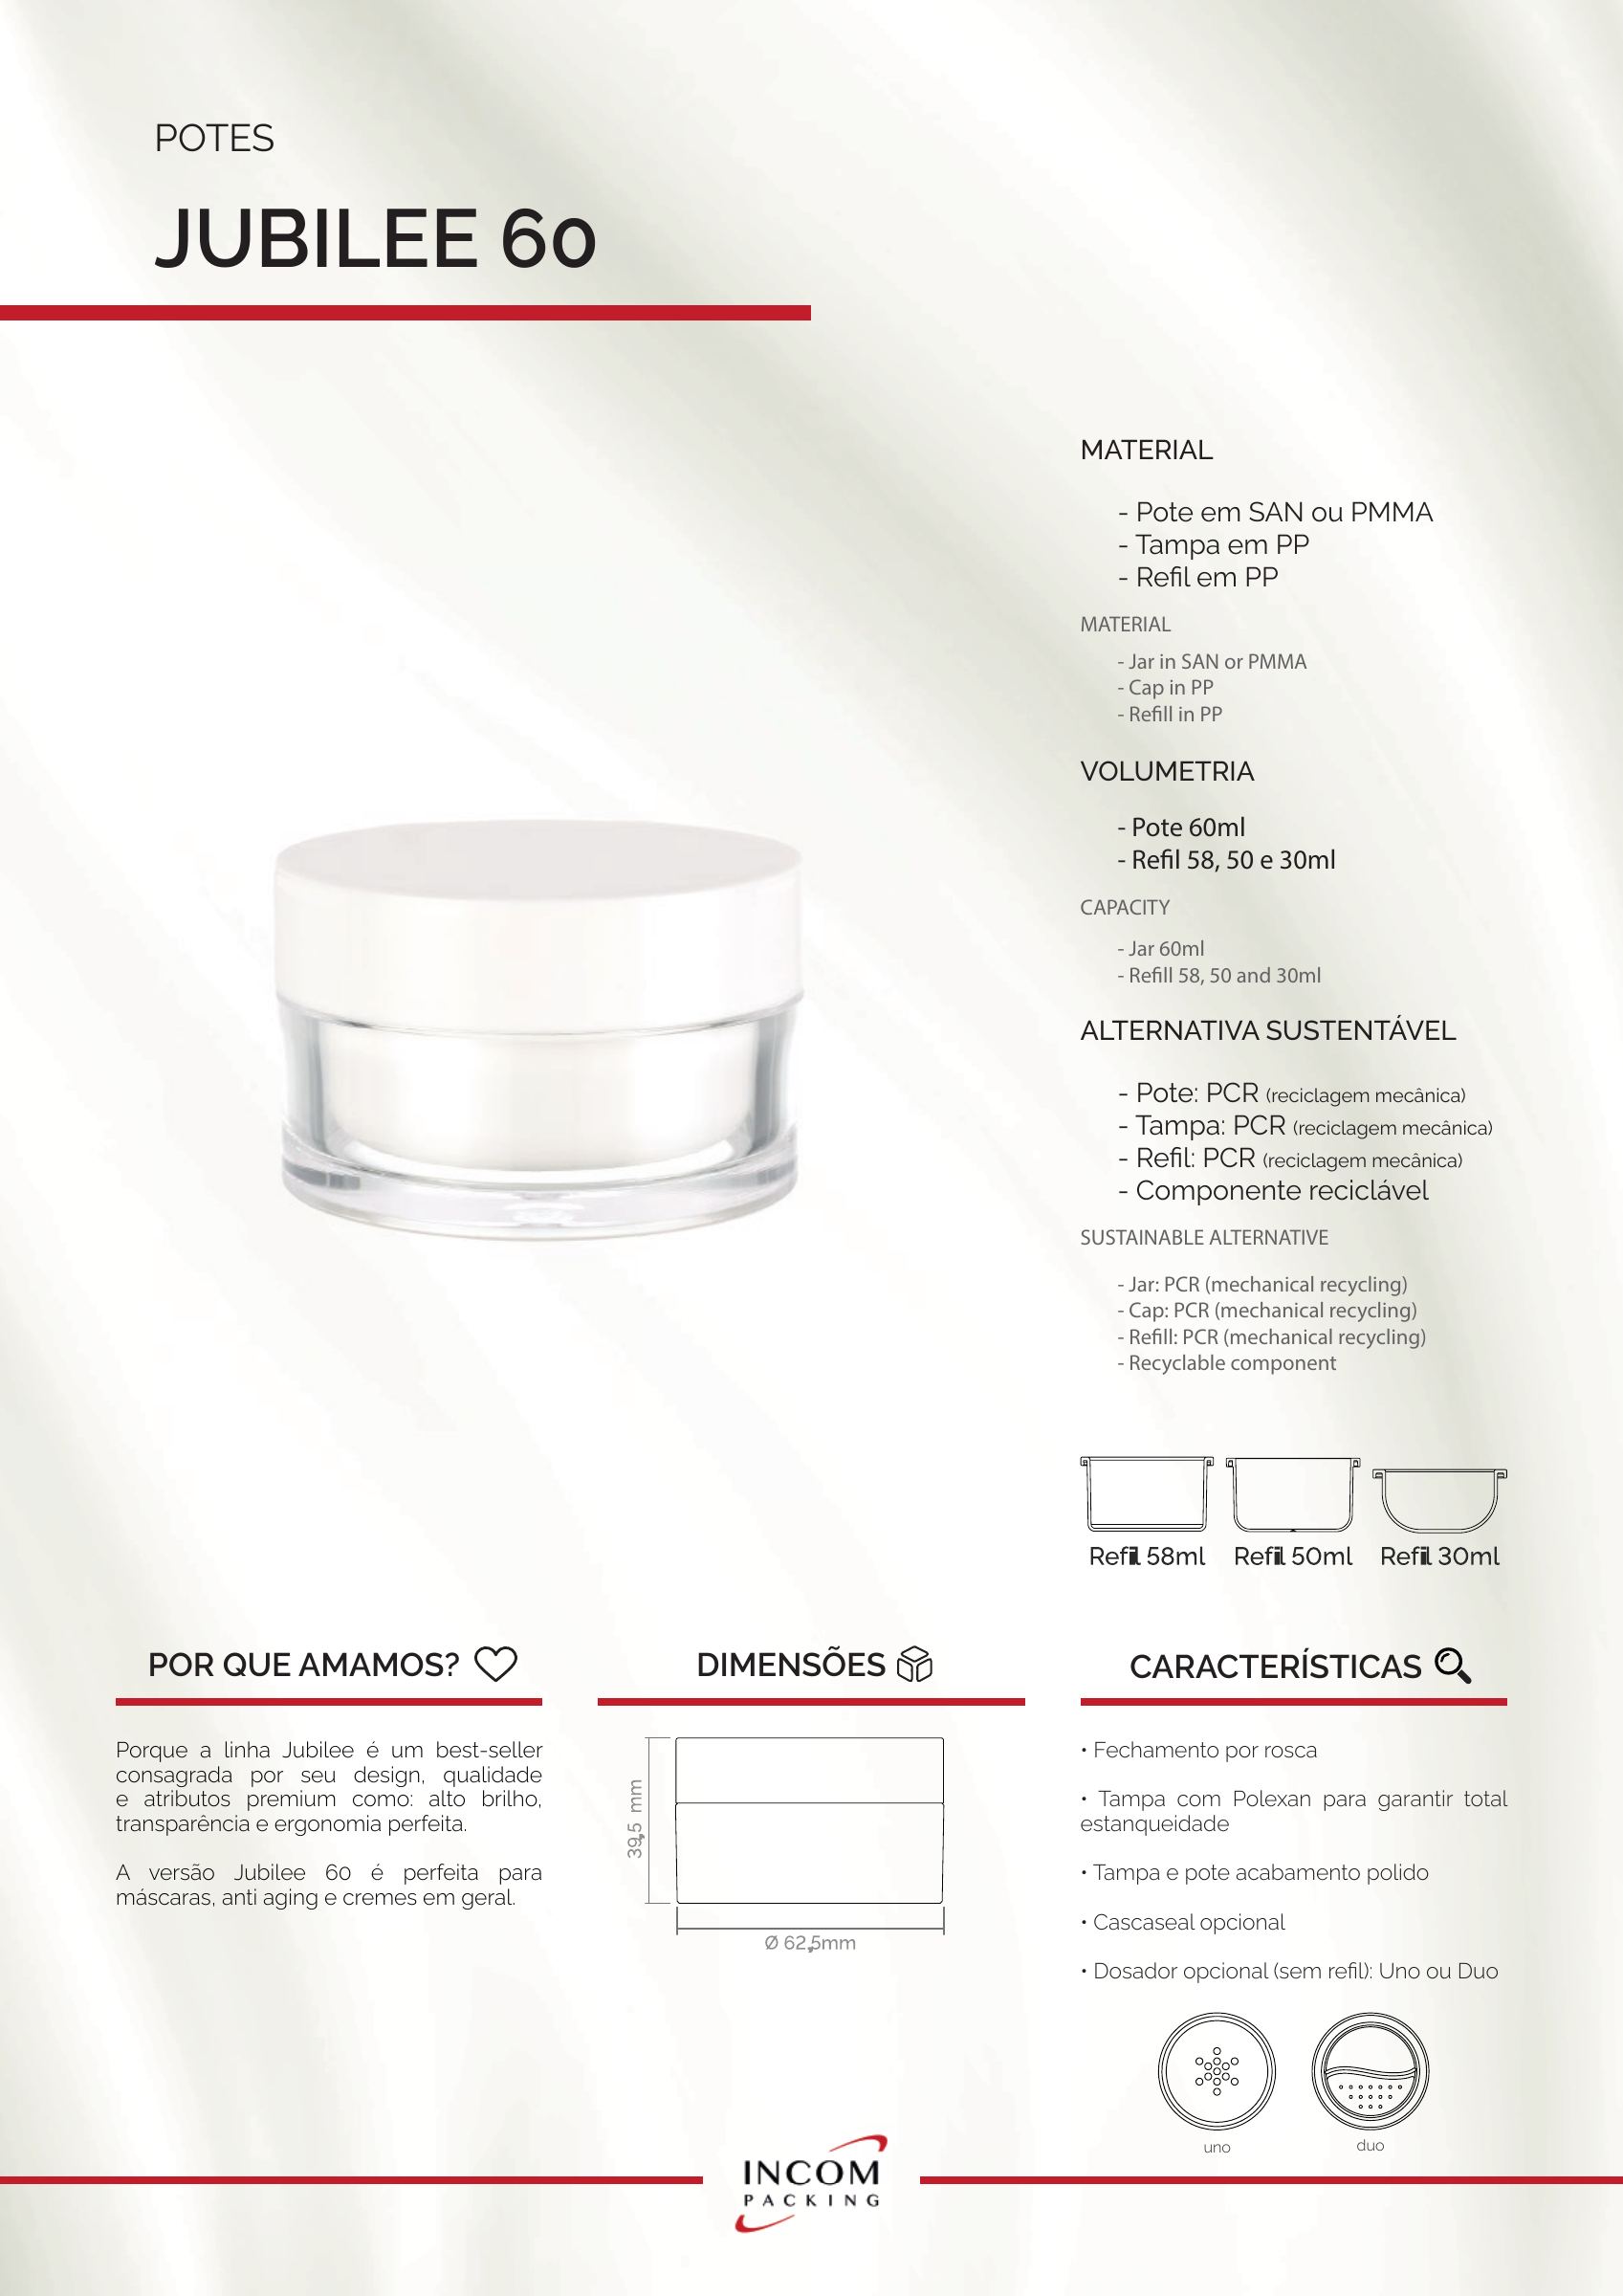 POTES
JUBILEE 60
MATERIAL
- Pote em SAN ou PMMA
- Tampa em PP
- Refil em PP
MATERIAL
- Jar in SAN or PMMA
- Cap in PP
- Refill in PP
VOLUMETRIA
- Pote 60ml
- Refil 58, 50 e 30ml
CAPACITY
- Jar 60ml
- Refill 58, 50 and 30ml
ALTERNATIVA SUSTENTÁVEL
- Pote: PCR (reciclagem mecânica)
- Tampa: PCR (reciclagem mecânica)
- Refil: PCR (reciclagem mecânica)
- Componente reciclável
SUSTAINABLE ALTERNATIVE
- Jar: PCR (mechanical recycling)
- Cap: PCR (mechanical recycling)
- Refill: PCR (mechanical recycling)
- Recyclable component
Refil 58ml Refil 50ml Refil 30ml
POR QUE AMAMOS?
Porque a linha Jubilee é um best-seller
consagrada por seu design, qualidade
e atributos premium como: alto brilho,
transparência e ergonomia perfeita.
A versão Jubilee 60 é perfeita para
máscaras, anti aging e cremes em geral.
DIMENSÕES
39,5 mm
Ø 62,5mm
CARACTERÍSTICAS
• Fechamento por rosca
• Tampa com Polexan para garantir total
estanqueidade
• Tampa e pote acabamento polido
• Cascaseal opcional
• Dosador opcional (sem refil): Uno ou Duo
uno duo
INCOM
PACKING